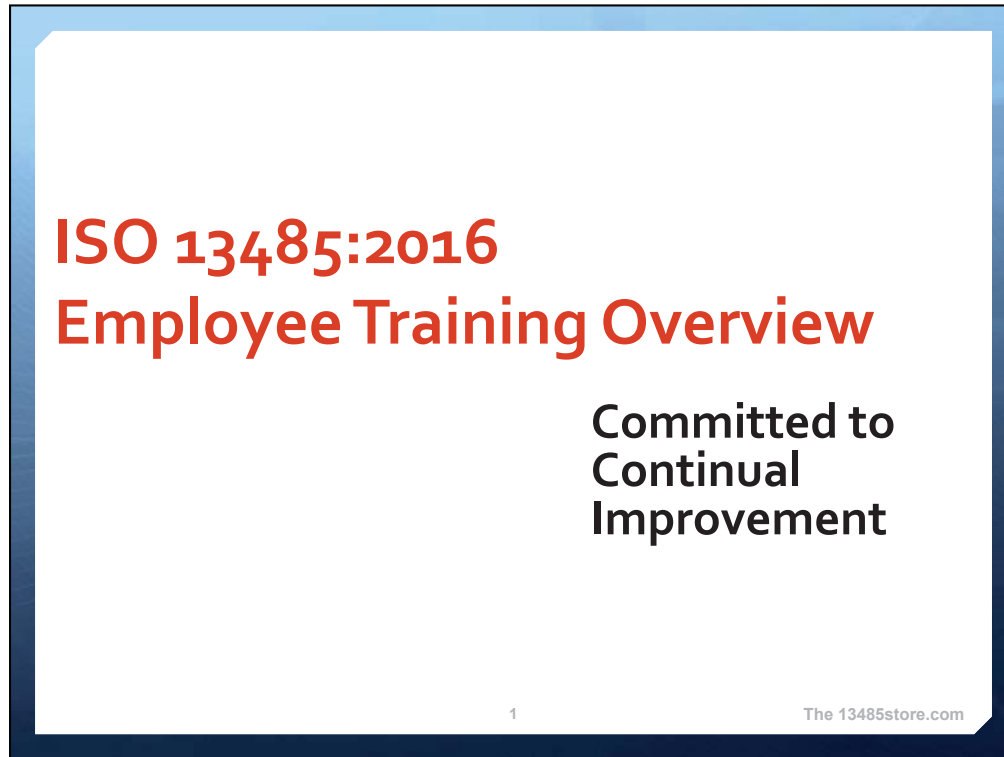 ISO 13485:2016
Employee Training Overview
Committed to
Continual
Improvement
1
The 13485store.com